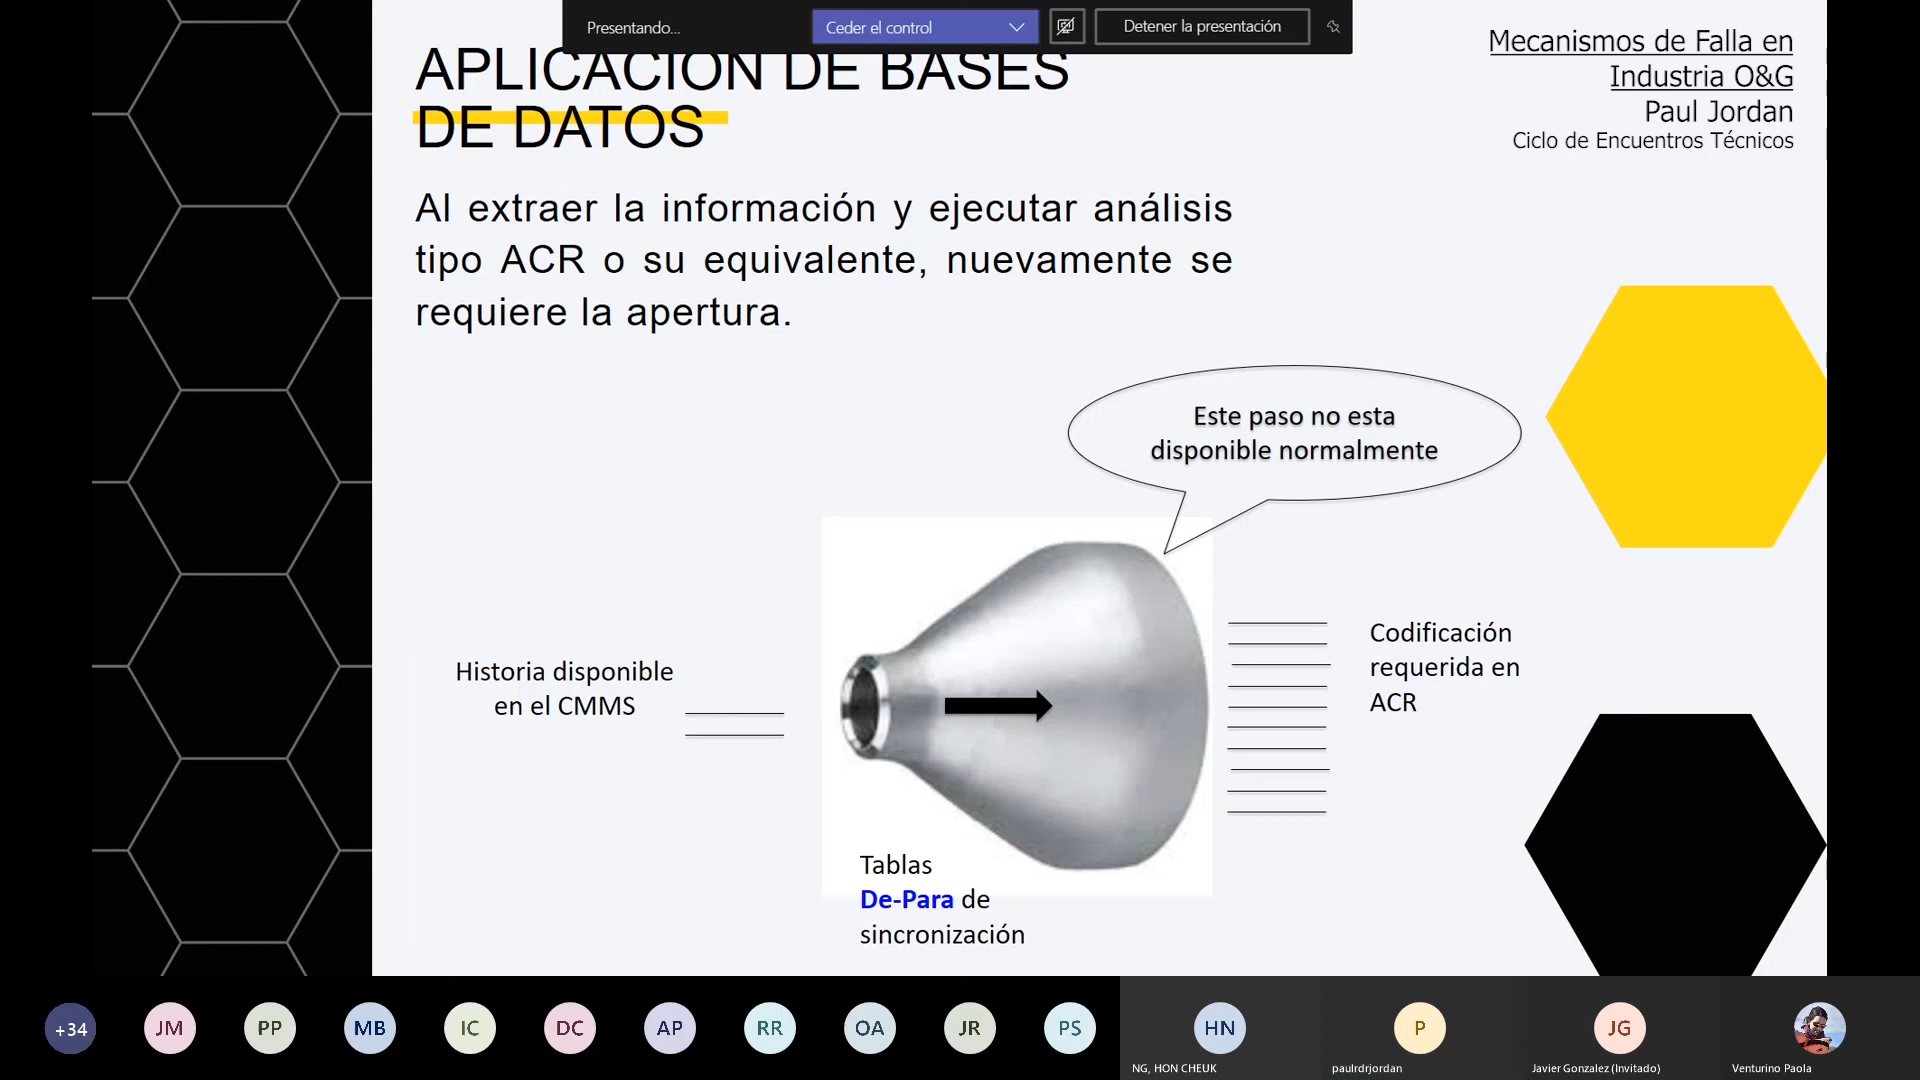 Presentando...
Ceder el control
Detener la presentación
APLICACIÓN DE BASES
DE DATOS
Mecanismos de Falla en
Industria O&G
Paul Jordan
Ciclo de Encuentros Técnicos
Al extraer la información y ejecutar análisis
tipo ACR o su equivalente, nuevamente se
requiere la apertura.
Este paso no esta
disponible normalmente
Historia disponible
en el CMMS
Codificación
requerida en
ACR
Tablas
De-Para de
sincronización
+34
JM
PP
MB
IC
DC
AP
RR
OA
JR
PS
HN
P
JG
NG, HON CHEUK
paulrdrjordan
Javier Gonzalez (Invitado)
Venturino Paola